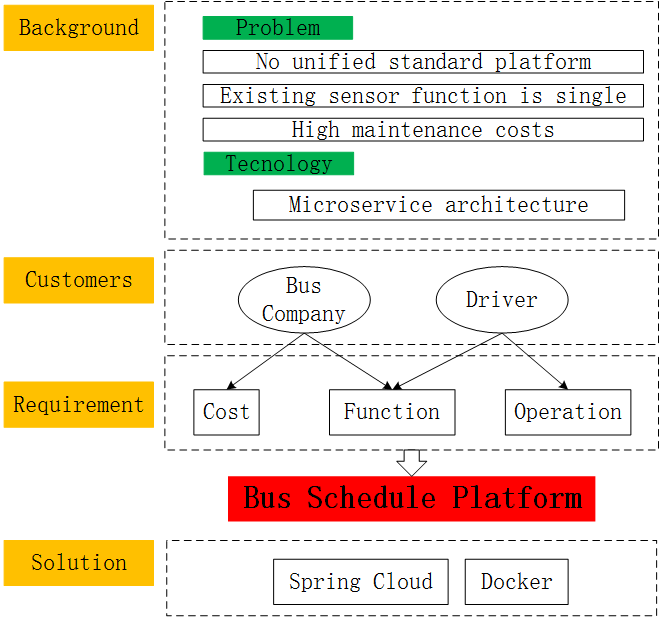 Background
Problem
No unified standard platform
Existing sensor function is single
High maintenance costs
Tecnology
Microservice architecture
Customers
Bus
Company
Driver
Requirement
Cost
Function
Operation
Bus Schedule Platform
Solution
Spring Cloud
Docker